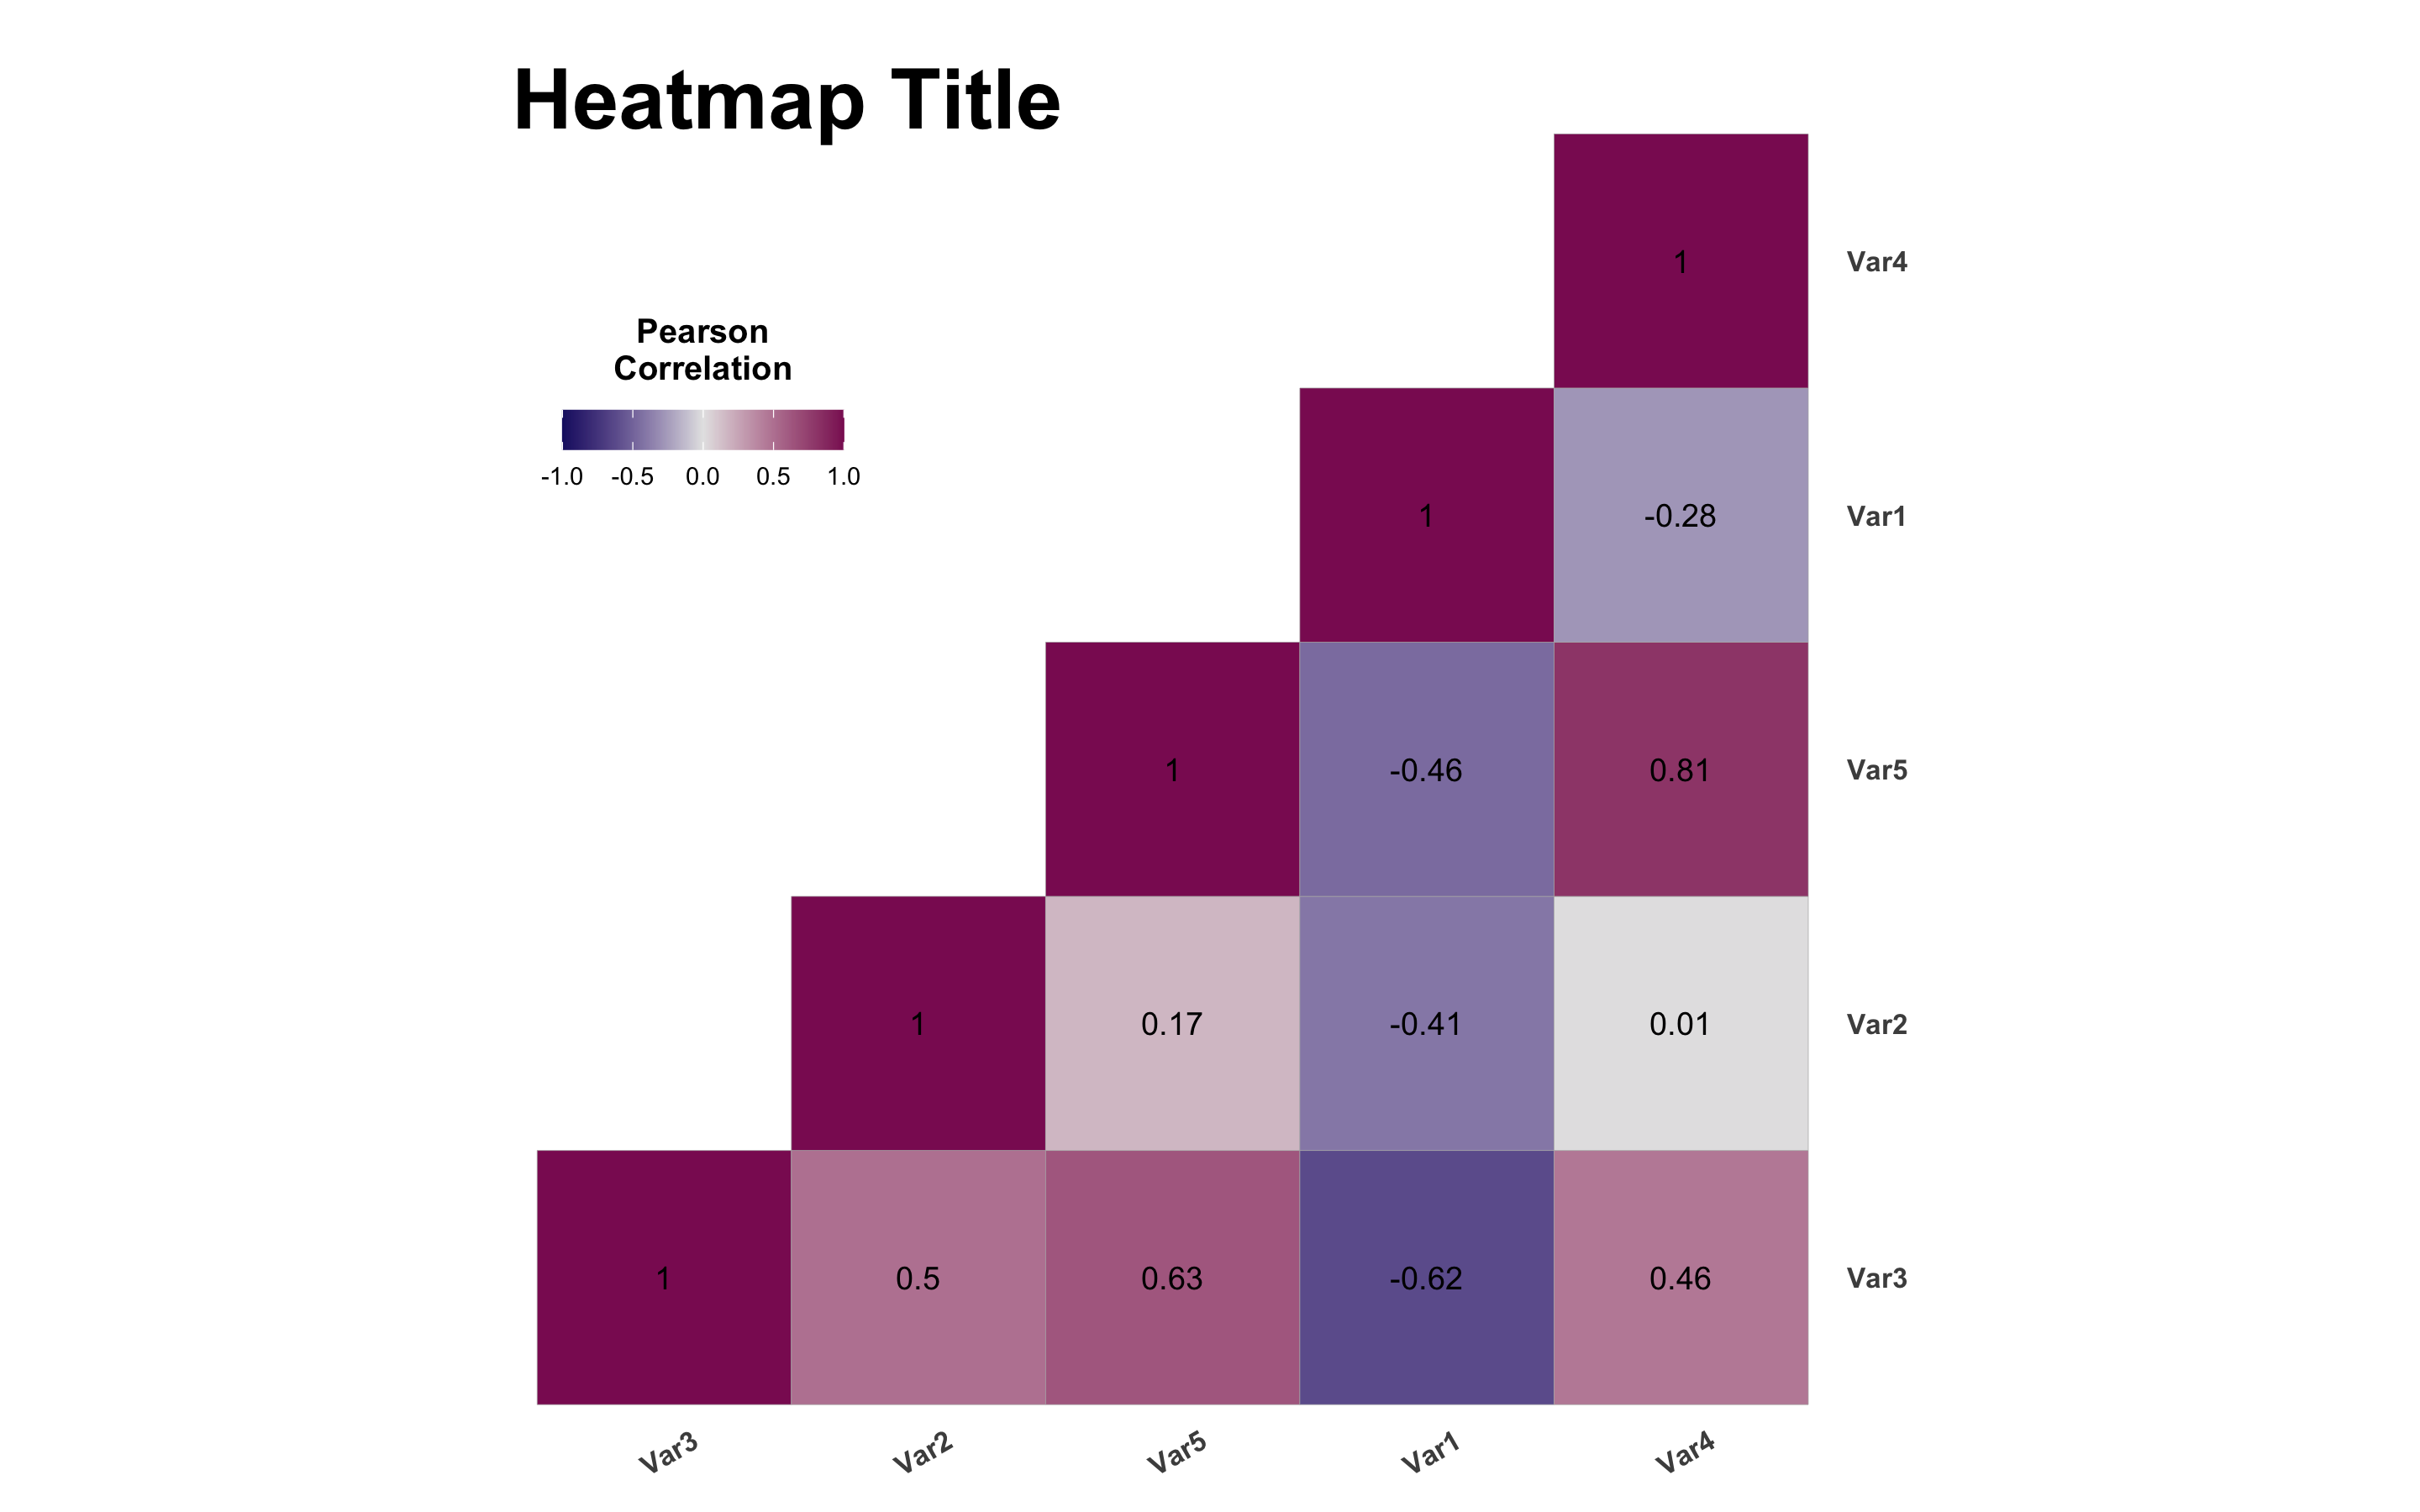 Heatmap Title
Pearson
Correlation
-1.0 -0.5 0.0 0.5 1.0
1 Var4
1 -0.28 Var1
1 -0.46 0.81 Var5
1 0.17 -0.41 0.01 Var2
1 0.5 0.63 -0.62 0.46 Var3
Var3 Var2 Var5 Var1 Var4